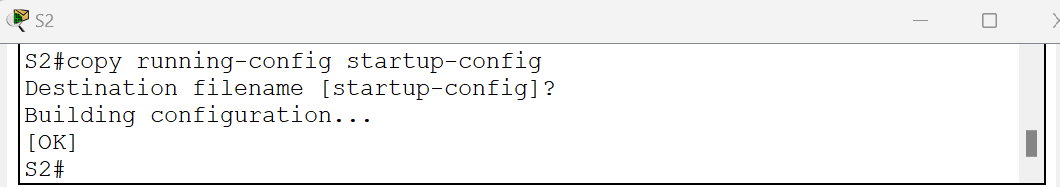 S2
S2#copy running-config startup-config
Destination filename [startup-config]?
Building configuration...
[OK]
S2#